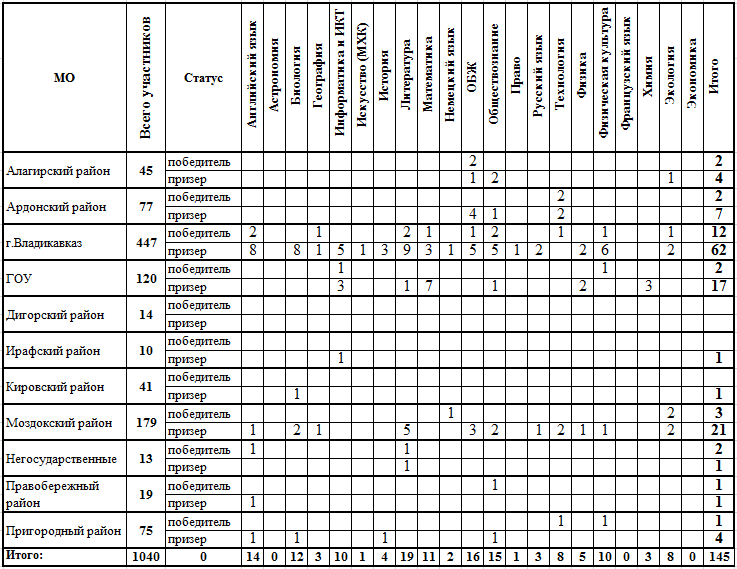 МО Всего участников Статус Английский язык Астрономия Биология География Информатика и ИКТ Искусство (МХК) История Литература Математика Немецкий язык ОБЖ Обществознание Право Русский язык Технология Физика Физическая культура Французский язык Химия Экология Экономика Итого
Алагирский район 45 победитель 2 2
призер 1 2 1 4
Ардонский район 77 победитель 2 2
призер 4 1 2 7
г.Владикавказ 447 победитель 2 1 2 1 1 2 1 1 1 12
призер 8 8 1 5 1 3 9 3 1 5 5 1 2 2 6 2 62
ГОУ 120 победитель 1 1 2
призер 3 1 7 1 2 3 17
Дигорский район 14 победитель
призер
Ирафский район 10 победитель
призер 1 1
Кировский район 41 победитель
призер 1 1
Моздокский район 179 победитель 1 2 3
призер 1 2 1 5 3 2 1 2 1 1 2 21
Негосударственные 13 победитель 1 1 2
призер 1 1
Правобережный район 19 победитель 1 1
призер 1 1
Пригородный район 75 победитель 1 1 1
призер 1 1 1 1 4
Итого: 1040 0 14 0 12 3 10 1 4 19 11 2 16 15 1 3 8 5 10 0 3 8 0 145